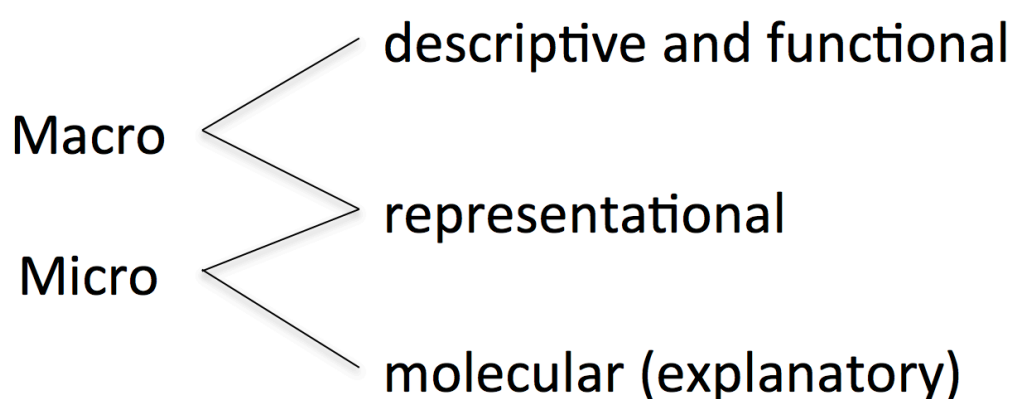 descriptive and functional
Macro
representational
Micro
molecular (explanatory)